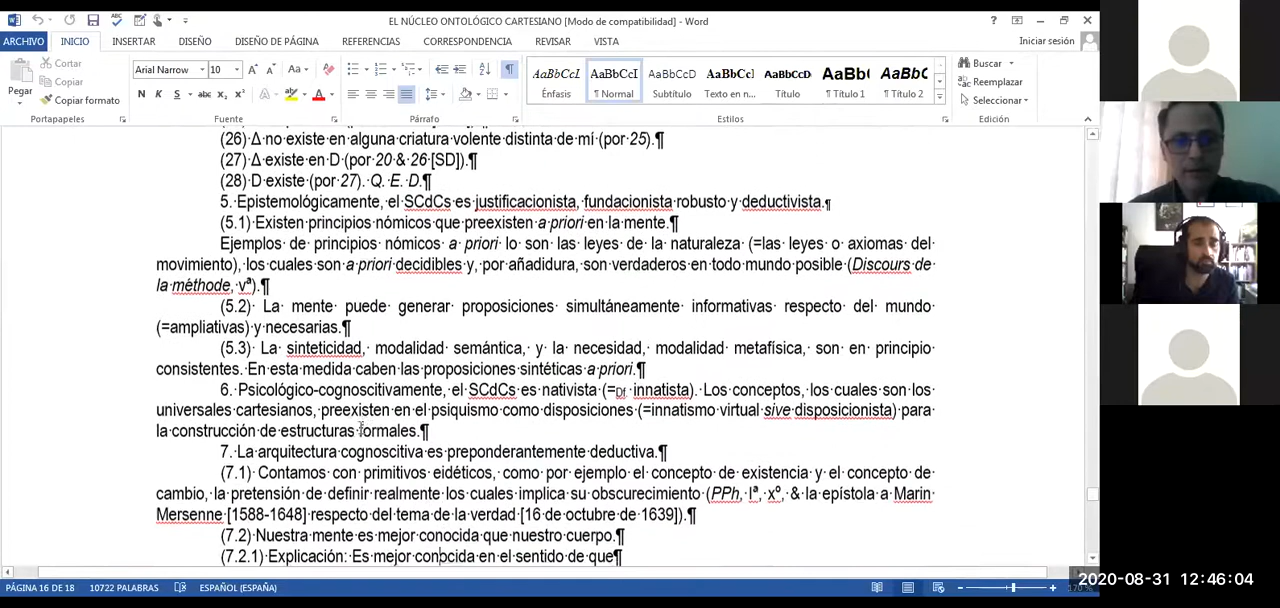 EL NÚCLEO ONTOLÓGICO CARTESIANO [Modo de compatibilidad] - Word
ARCHIVO INICIO INSERTAR DISEÑO DISEÑO DE PÁGINA REFERENCIAS CORRESPONDENCIA REVISAR VISTA Iniciar sesión
Pegar
Cortar
Copiar
Copiar formato
Portapapeles
Arial Narrow 10
Fuente
Párrafo
AaBbCcI AaBbCcI AaBbCcD AaBbCcI AaBbCcI AaBb( AaBbC
Énfasis ¶ Normal Subtítulo Texto en n... Título ¶ Título 1 ¶ Título 2
Estilos
Buscar
Reemplazar
Seleccionar
Edición
(26) Δ no existe en alguna criatura volente distinta de mí (por 25).¶
(27) Δ existe en D (por 20 & 26 [SD]).¶
(28) D existe (por 27). Q. E. D.¶
5. Epistemológicamente, el SCdCs es justificacionista, fundacionista robusto y deductivista.¶
(5.1) Existen principios nómicos que preexisten a priori en la mente.¶
Ejemplos de principios nómicos a priori lo son las leyes de la naturaleza (=las leyes o axiomas del
movimiento), los cuales son a priori decidibles y, por añadidura, son verdaderos en todo mundo posible (Discours de
la méthode, vª).¶
(5.2) La mente puede generar proposiciones simultáneamente informativas respecto del mundo
(=ampliativas) y necesarias.¶
(5.3) La sinteticidad, modalidad semántica, y la necesidad, modalidad metafísica, son en principio
consistentes. En esta medida caben las proposiciones sintéticas a priori.¶
6. Psicológico-cognoscitivamente, el SCdCs es nativista (=Df innatista). Los conceptos, los cuales son los
universales cartesianos, preexisten en el psiquismo como disposiciones (=innatismo virtual sive disposicionista) para
la construcción de estructuras formales.¶
7. La arquitectura cognoscitiva es preponderantemente deductiva.¶
(7.1) Contamos con primitivos eidéticos, como por ejemplo el concepto de existencia y el concepto de
cambio, la pretensión de definir realmente los cuales implica su obscurecimiento (PPh, Iª, xº, & la epístola a Marin
Mersenne [1588-1648] respecto del tema de la verdad [16 de octubre de 1639]).¶
(7.2) Nuestra mente es mejor conocida que nuestro cuerpo.¶
(7.2.1) Explicación: Es mejor conocida en el sentido de que¶
PÁGINA 16 DE 18 10722 PALABRAS ESPAÑOL (ESPAÑA) 170 %
2020-08-31 12:46:04